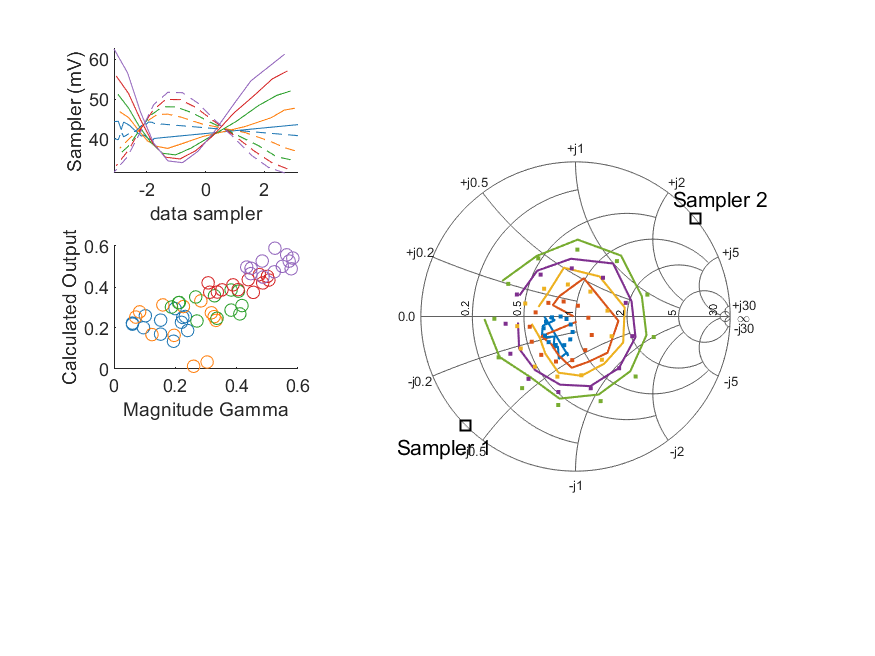 Sampler (mV)
60
50
40
-2 0 2
data sampler
Calculated Output
0.6
0.4
0.2
0
0 0.2 0.4 0.6
Magnitude Gamma
+j1
+j0.5
+j2
Sampler 2
+j0.2
+j5
0.0
0.2
0.5
1
2
5
30
+j30
∞
-j30
-j0.2
-j5
Sampler 1
-j0.5
-j2
-j1